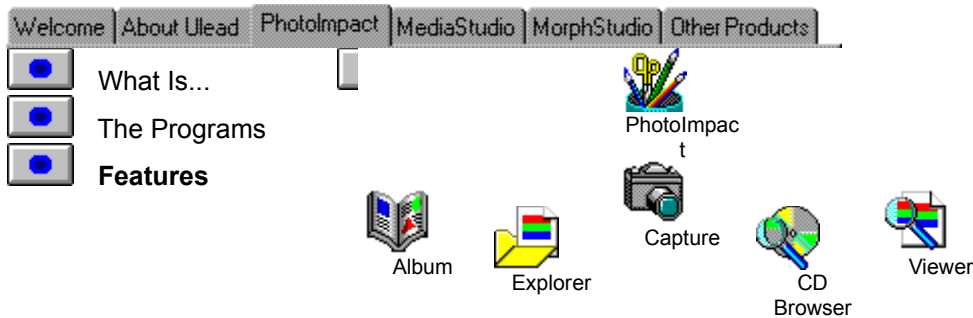 Welcome About Ulead PhotoImpact MediaStudio MorphStudio Other Products
What Is...
The Programs
Features
PhotoImpac
t
Capture
Album
Explorer
CD
Browser
Viewer